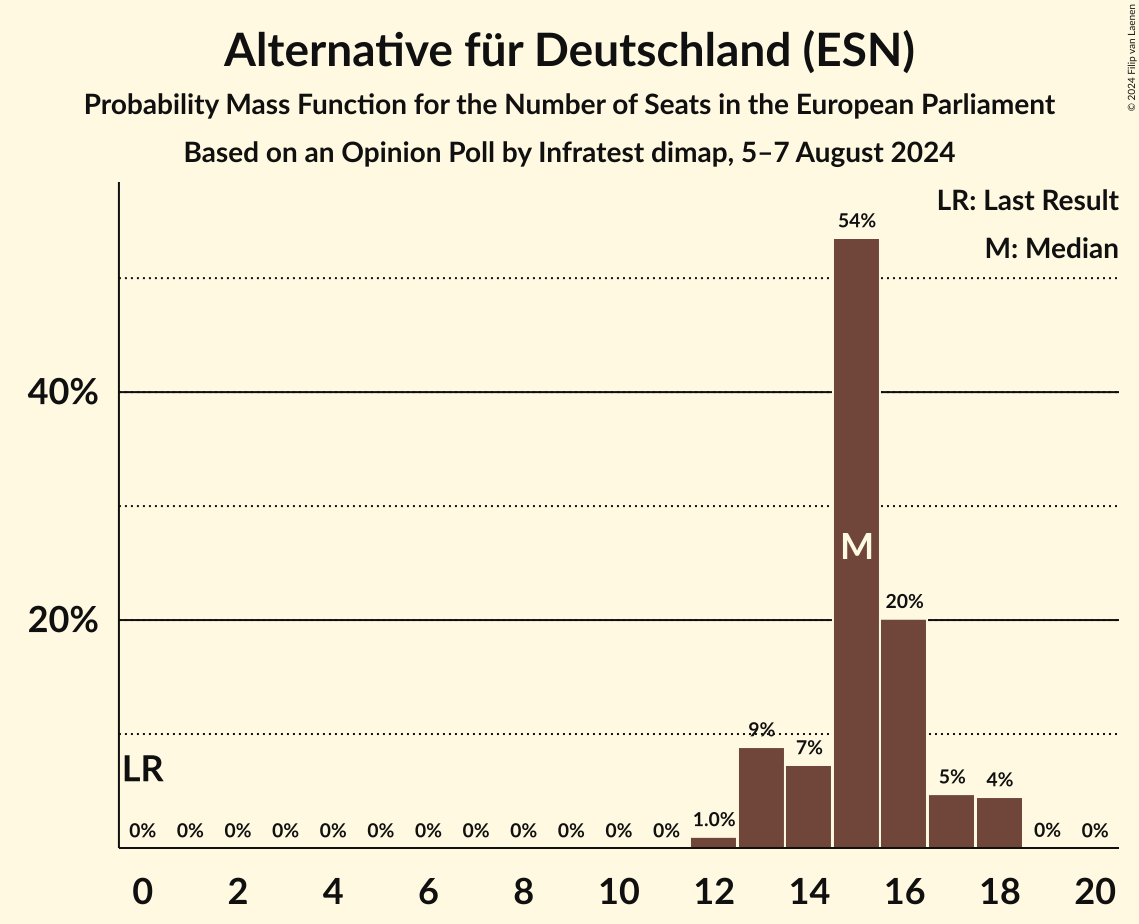 Alternative für Deutschland (ESN)
Probability Mass Function for the Number of Seats in the European Parliament
Based on an Opinion Poll by Infratest dimap, 5–7 August 2024
© 2024 Filip van Laenen
LR: Last Result
M: Median
54%
40%
M
20%
20%
9%
7%
LR
5%
4%
1.0%
0% 0% 0% 0% 0% 0% 0% 0% 0% 0% 0% 0% 0% 0%
0 2 4 6 8 10 12 14 16 18 20